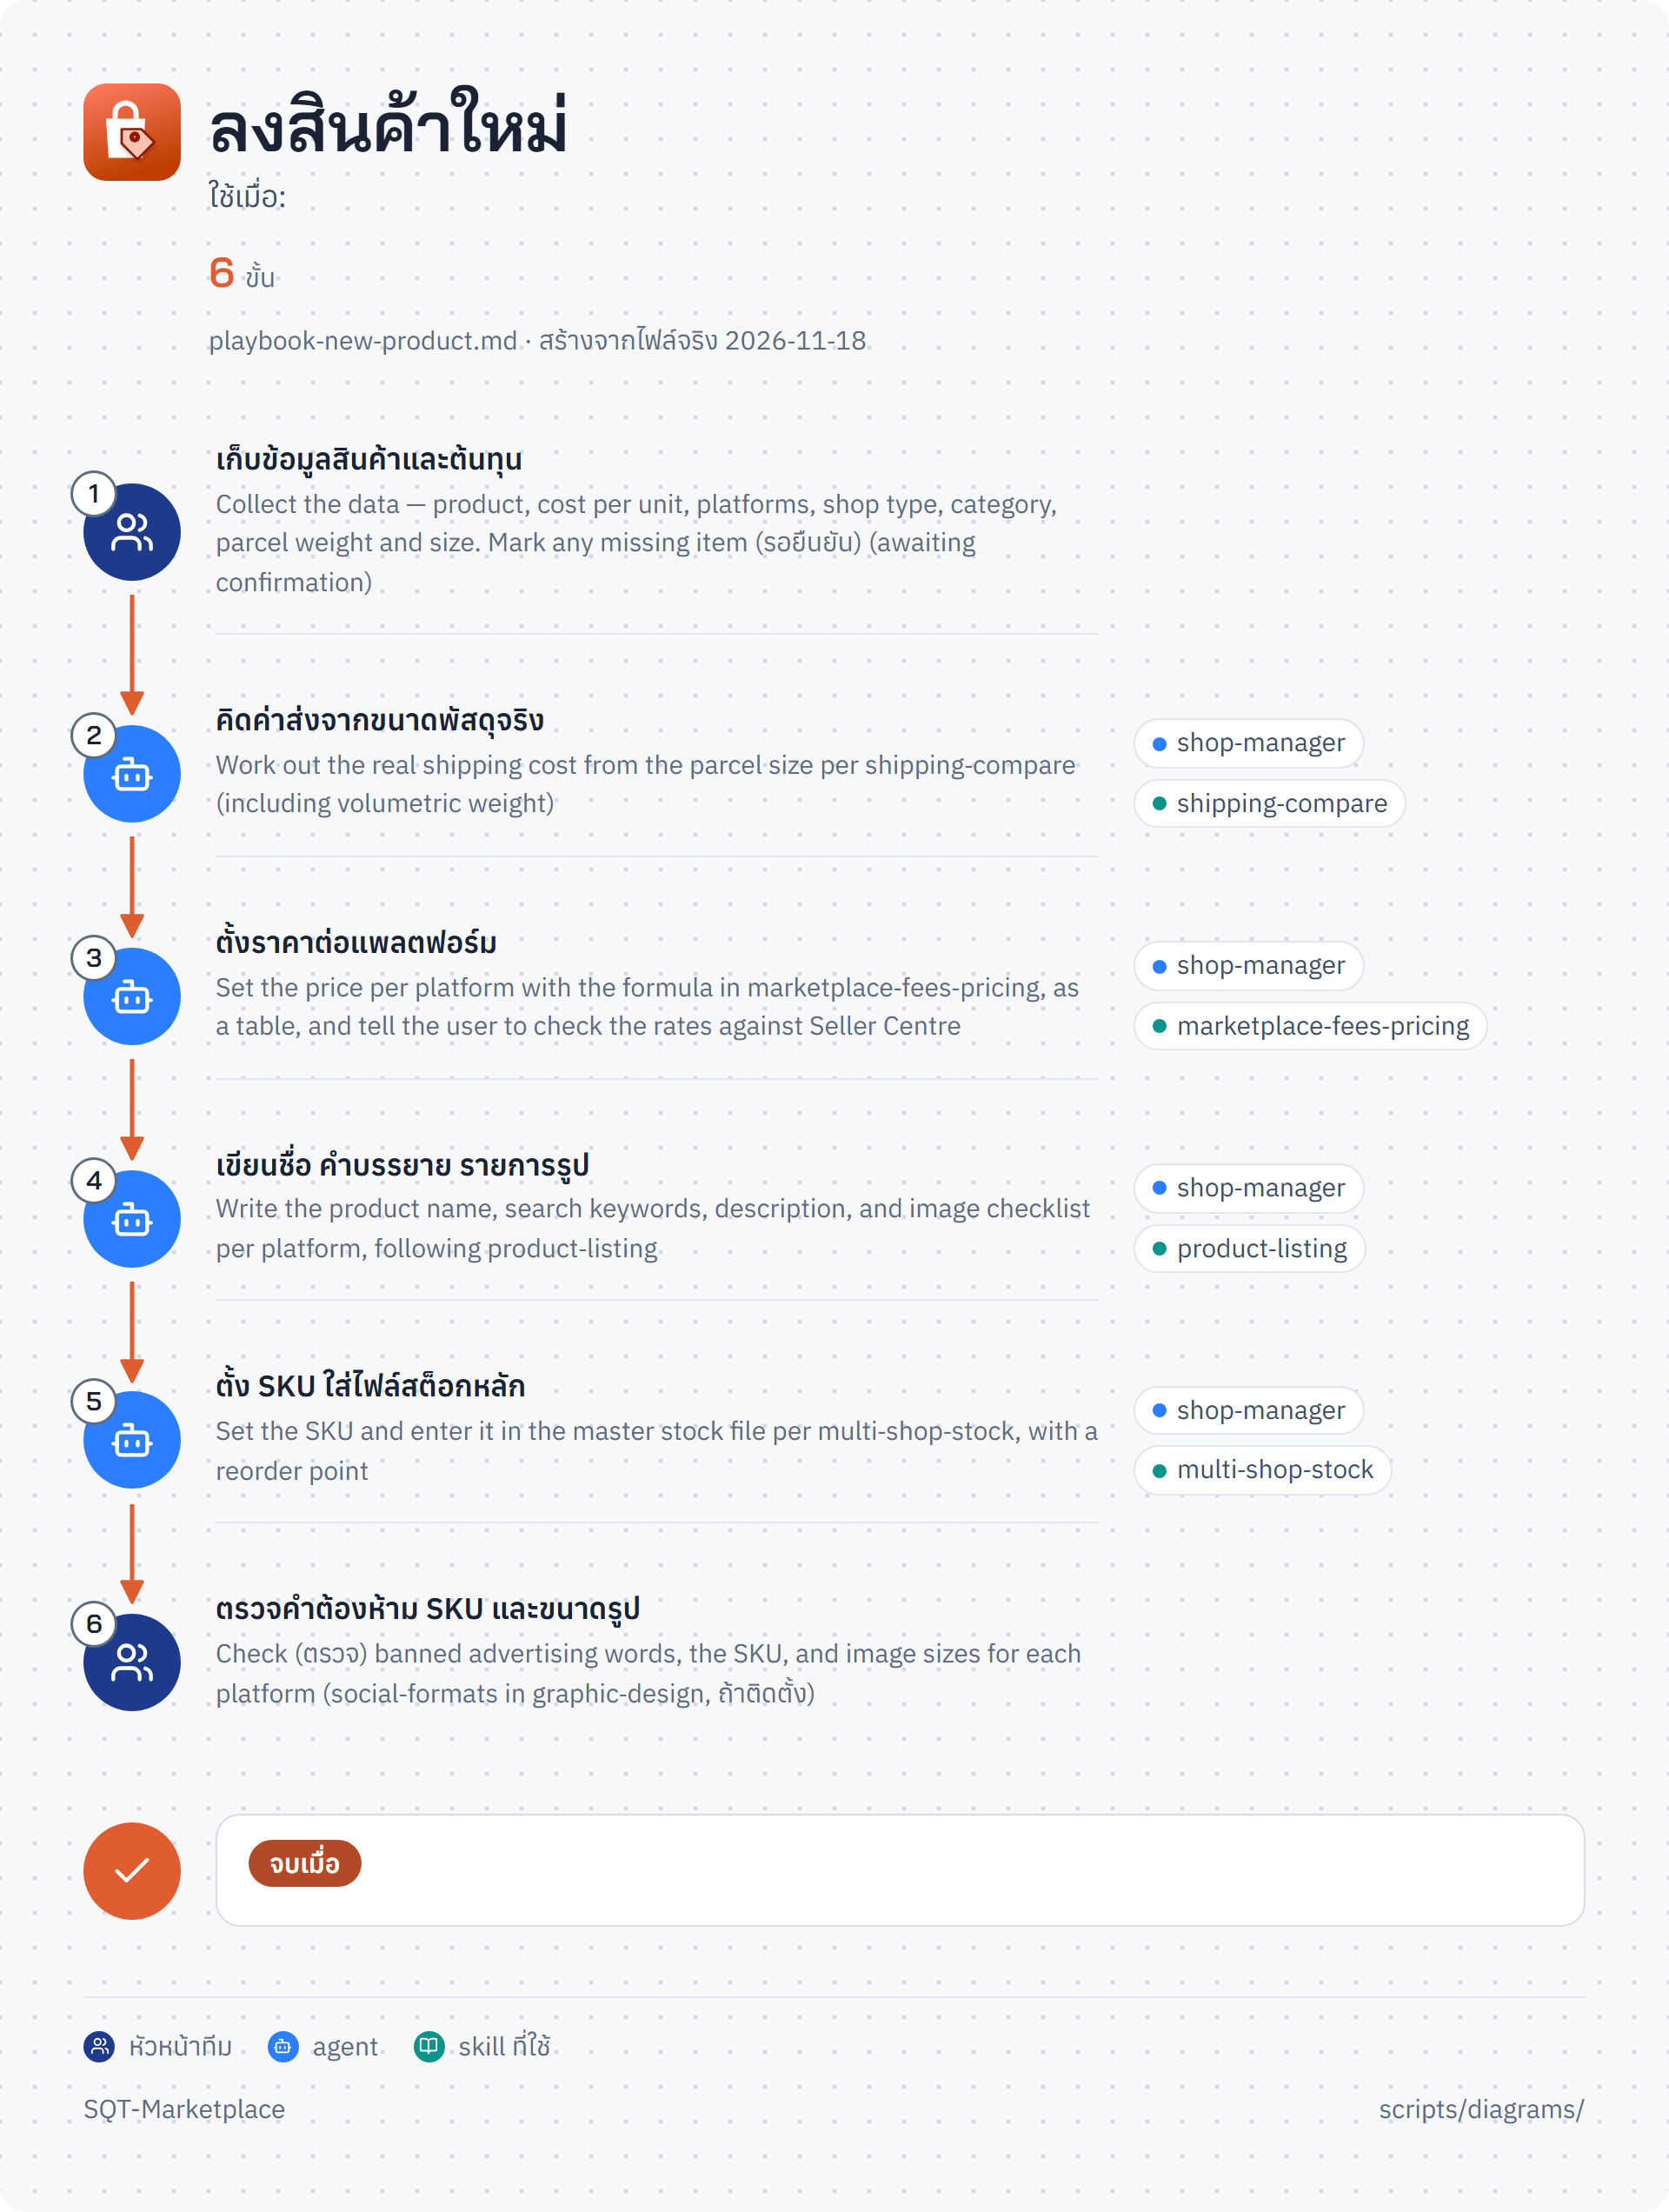 ลงสินค้าใหม่
ใช้เมื่อ:
6 ขั้น
playbook-new-product.md · สร้างจากไฟล์จริง 2026-11-18
1
เก็บข้อมูลสินค้าและต้นทุน
Collect the data — product, cost per unit, platforms, shop type, category,
parcel weight and size. Mark any missing item (รอยืนยัน) (awaiting
confirmation)
2
คิดค่าส่งจากขนาดพัสดุจริง
Work out the real shipping cost from the parcel size per shipping-compare
(including volumetric weight)
shop-manager
shipping-compare
3
ตั้งราคาต่อแพลตฟอร์ม
Set the price per platform with the formula in marketplace-fees-pricing, as
a table, and tell the user to check the rates against Seller Centre
shop-manager
marketplace-fees-pricing
4
เขียนชื่อ คำบรรยาย รายการรูป
Write the product name, search keywords, description, and image checklist
per platform, following product-listing
shop-manager
product-listing
5
ตั้ง SKU ใส่ไฟล์สต็อกหลัก
Set the SKU and enter it in the master stock file per multi-shop-stock, with a
reorder point
shop-manager
multi-shop-stock
6
ตรวจคำต้องห้าม SKU และขนาดรูป
Check (ตรวจ) banned advertising words, the SKU, and image sizes for each
platform (social-formats in graphic-design, ถ้าติดตั้ง)
จบเมื่อ
หัวหน้าทีม agent skill ที่ใช้
SQT-Marketplace scripts/diagrams/